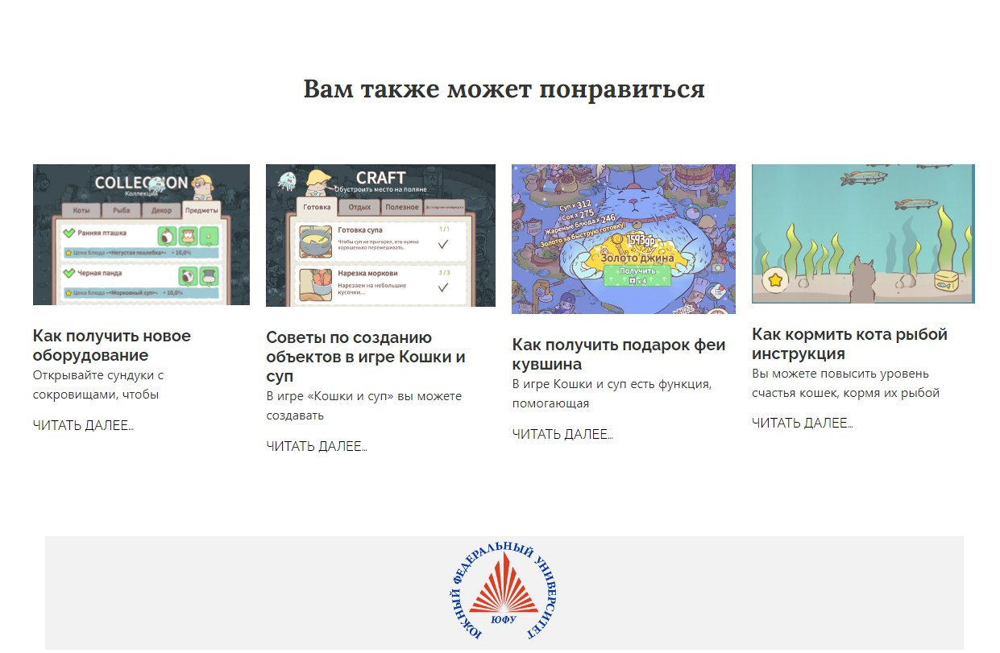 Вам также может понравиться
COLLECTION
Коллекция
Коты
Рыба
Декор
Предметы
Ранняя пташка
Цена блюда «Негустая похлебка» + 10,0%
Черная панда
Цена блюда «Морковный суп» + 10,0%
CRAFT
Обустроить место на поляне
Готовка
Отдых
Полезное
Готовка супа
1/1
Чтобы суп не пригорел, его нужно
хорошенько перемешивать.
Нарезка моркови
3/3
Нарезаем на небольшие
кусочки...
Суп x 312
Сок x 275
Жареные блюда x 246
Золото за быструю готовку!
1593gp
Золото джина
Получить
x 4
Как получить новое
оборудование
Открывайте сундуки с
сокровищами, чтобы
ЧИТАТЬ ДАЛЕЕ...
Советы по созданию
объектов в игре Кошки и
суп
В игре «Кошки и суп» вы можете
создавать
ЧИТАТЬ ДАЛЕЕ...
Как получить подарок феи
кувшина
В игре Кошки и суп есть функция,
помогающая
ЧИТАТЬ ДАЛЕЕ...
Как кормить кота рыбой
инструкция
Вы можете повысить уровень
счастья кошек, кормя их рыбой
ЧИТАТЬ ДАЛЕЕ...
ЮЖНЫЙ ФЕДЕРАЛЬНЫЙ УНИВЕРСИТЕТ
ЮФУ